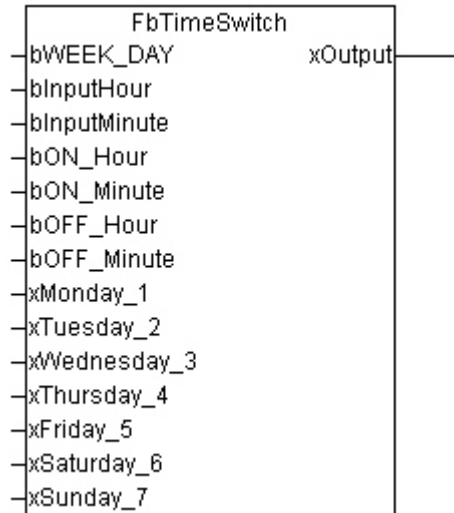 FbTimeSwitch
bWEEK_DAY xOutput
bInputHour
bInputMinute
bON_Hour
bON_Minute
bOFF_Hour
bOFF_Minute
xMonday_1
xTuesday_2
xWednesday_3
xThursday_4
xFriday_5
xSaturday_6
xSunday_7